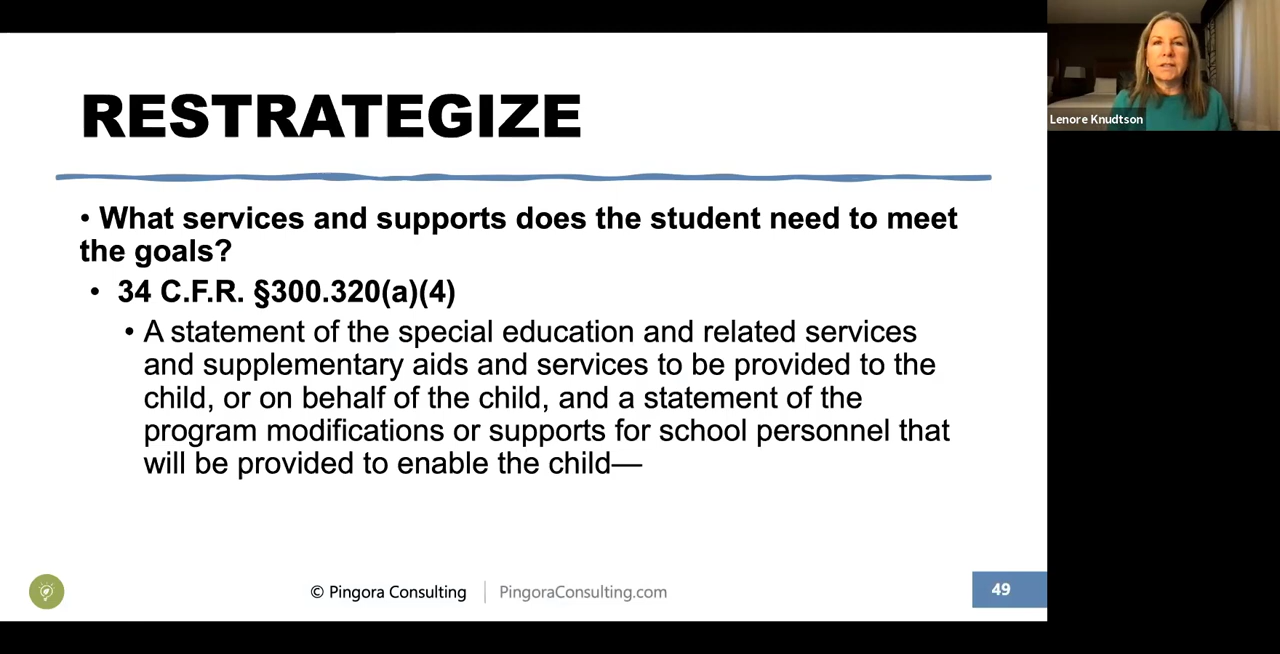 RESTRATEGIZE
• What services and supports does the student need to meet
the goals?
• 34 C.F.R. §300.320(a)(4)
• A statement of the special education and related services
and supplementary aids and services to be provided to the
child, or on behalf of the child, and a statement of the
program modifications or supports for school personnel that
will be provided to enable the child—
© Pingora Consulting | PingoraConsulting.com
49
Lenore Knudtson